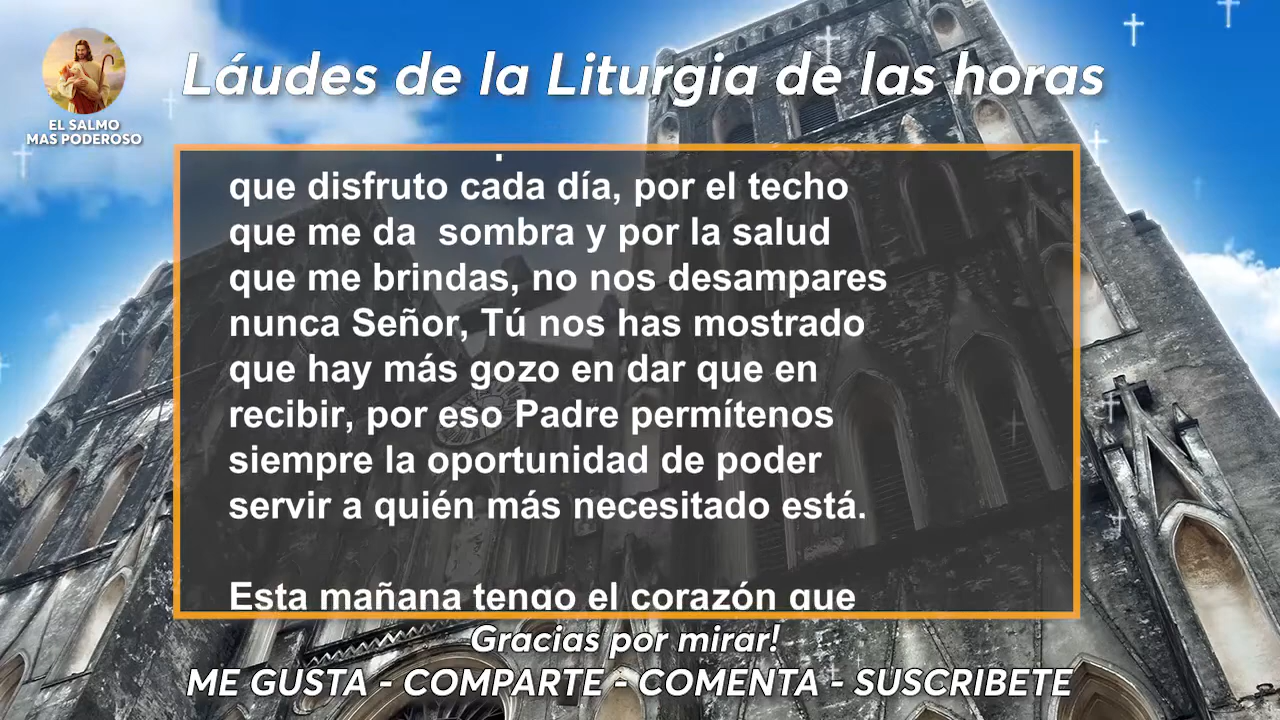 Láudes de la Liturgia de las horas
EL SALMO
MAS PODEROSO
que disfruto cada día, por el techo
que me da sombra y por la salud
que me brindas, no nos desampares
nunca Señor, Tú nos has mostrado
que hay más gozo en dar que en
recibir, por eso Padre permítenos
siempre la oportunidad de poder
servir a quién más necesitado está.
Esta mañana tengo el corazón que
Gracias por mirar!
ME GUSTA - COMPARTE - COMENTA - SUSCRIBETE